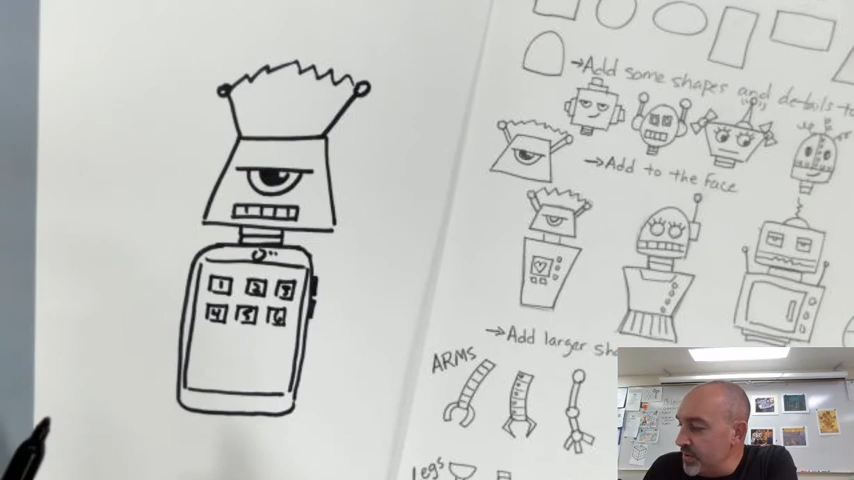 1 2 3
4 5 6
→Add some shapes and details to
→Add to the face
→Add larger sha
ARMS
Legs